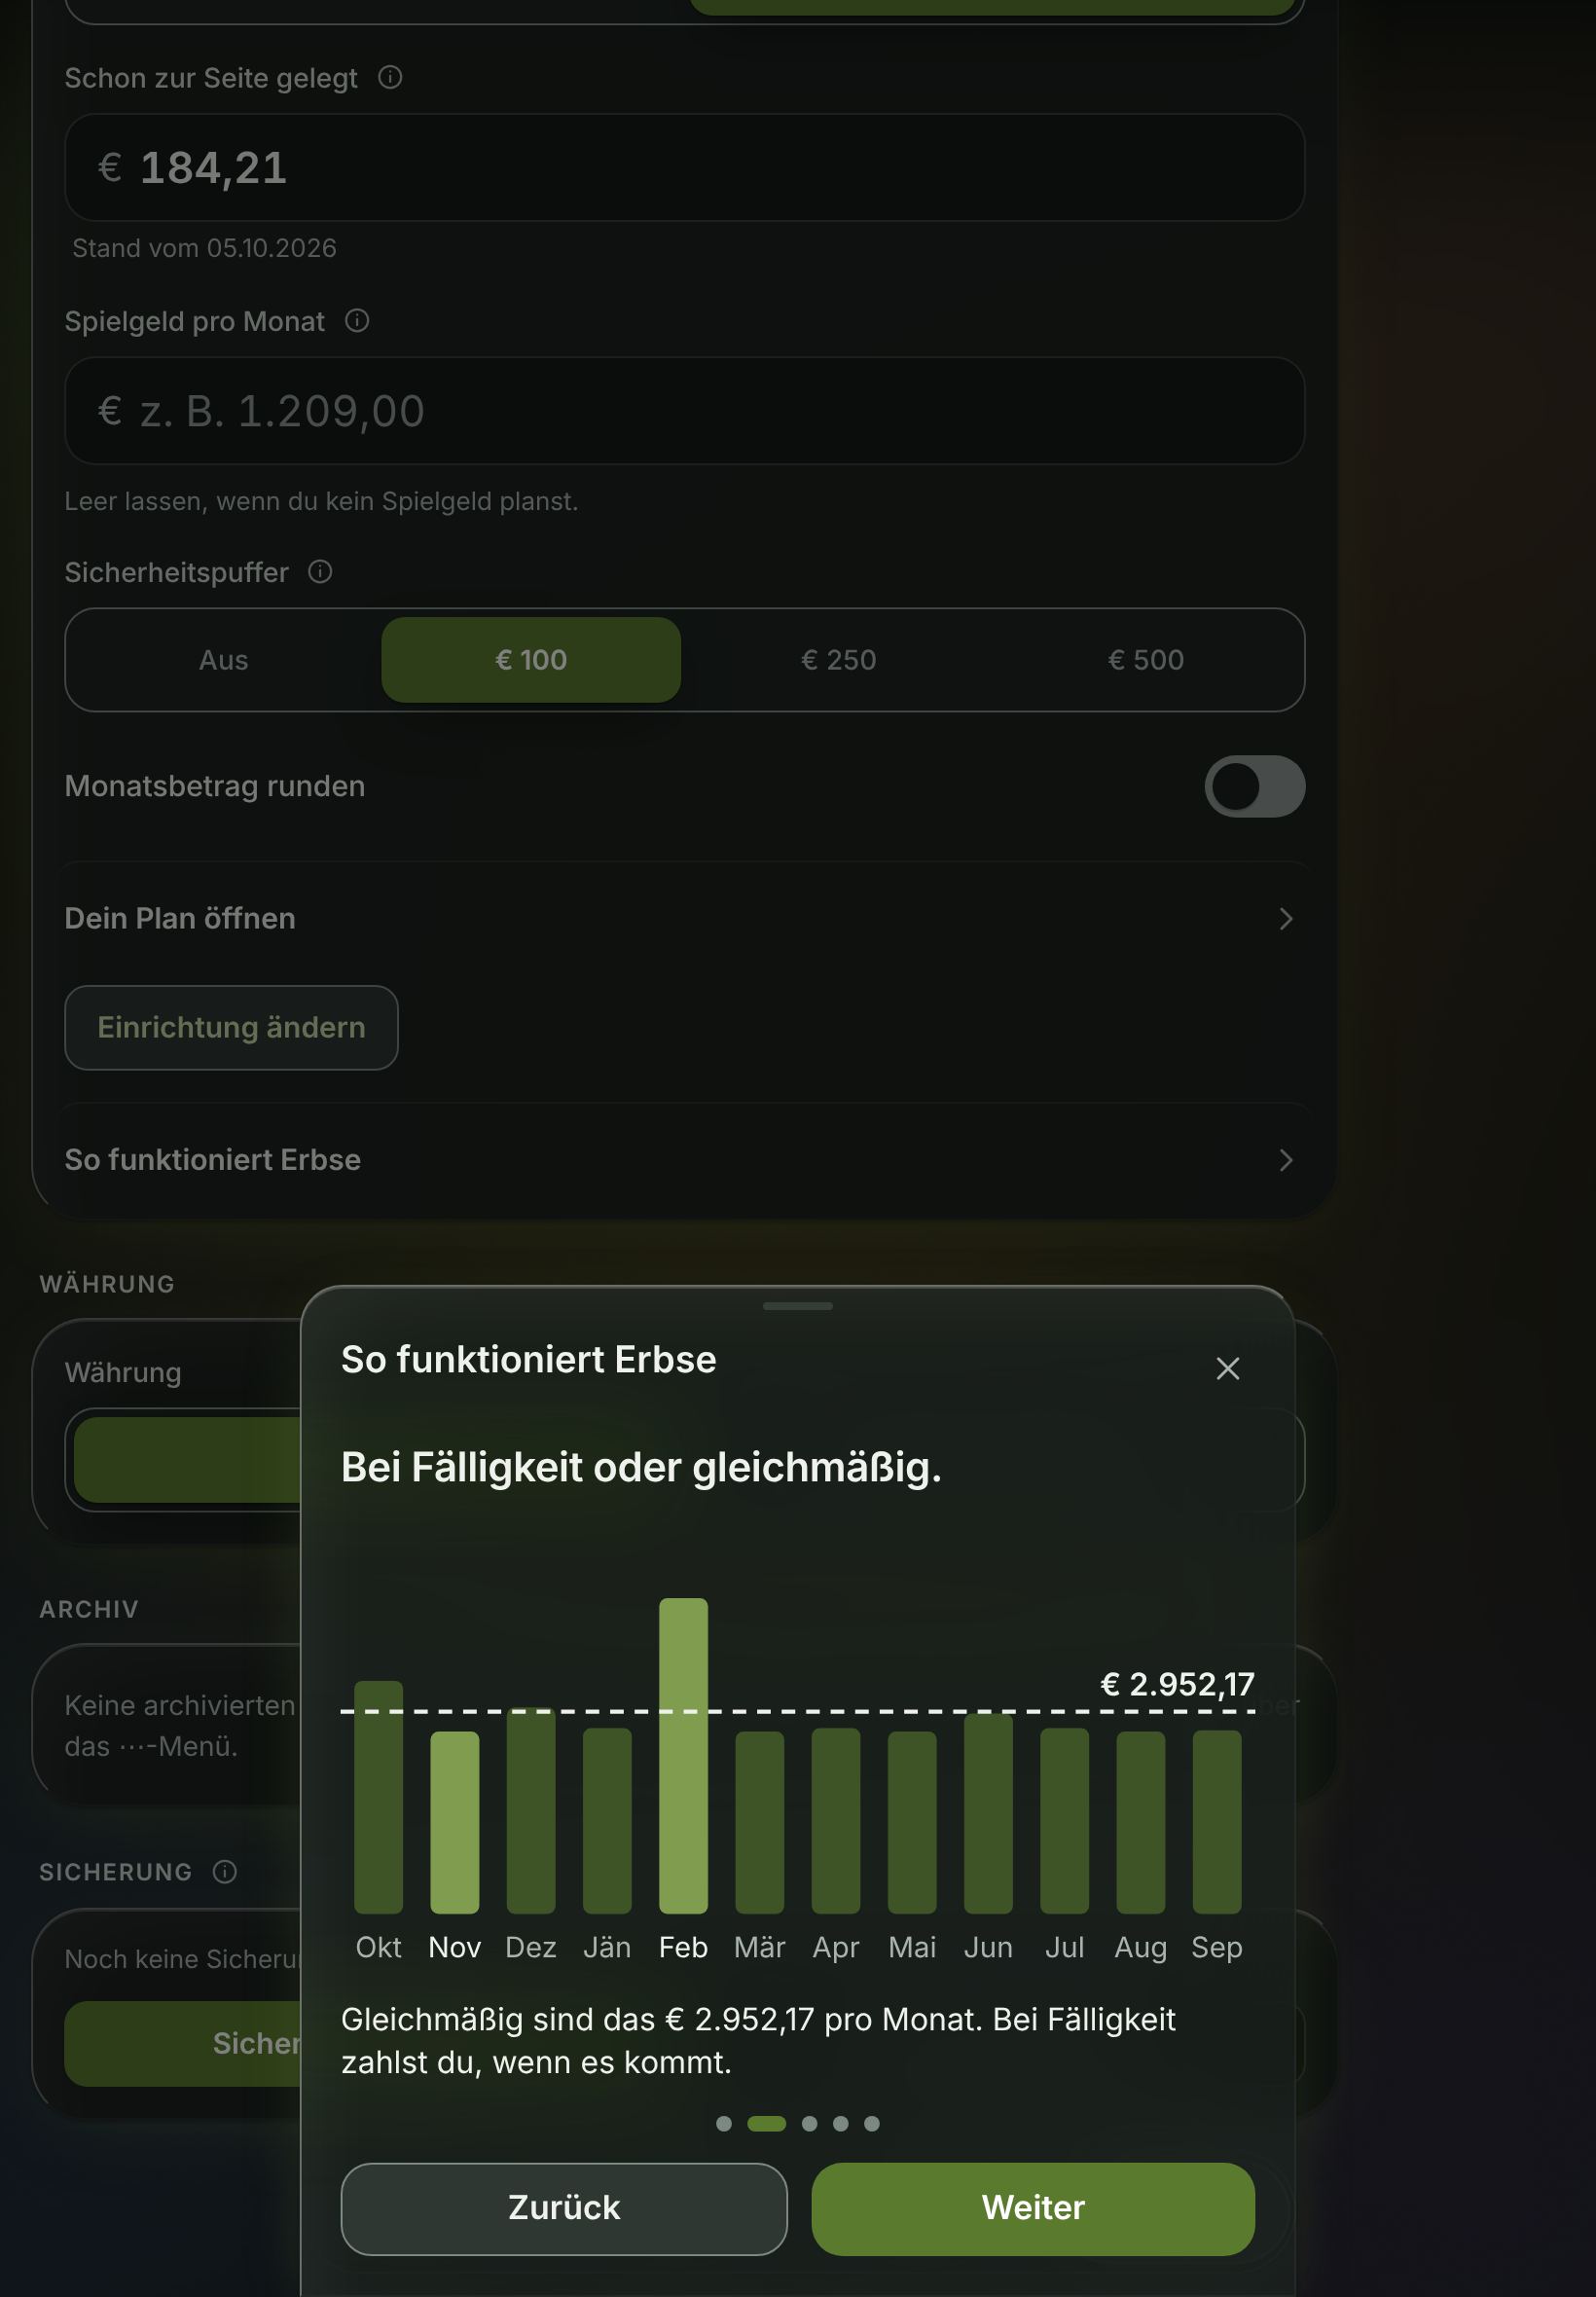 Schon zur Seite gelegt
€ 184,21
Stand vom 05.10.2026
Spielgeld pro Monat
€ z. B. 1.209,00
Leer lassen, wenn du kein Spielgeld planst.
Sicherheitspuffer
Aus € 100 € 250 € 500
Monatsbetrag runden
Dein Plan öffnen
Einrichtung ändern
So funktioniert Erbse
WÄHRUNG
Währung
ARCHIV
Keine archivierten
das ···-Menü.
SICHERUNG
Noch keine
So funktioniert Erbse
Bei Fälligkeit oder gleichmäßig.
€ 2.952,17
Okt Nov Dez Jän Feb Mär Apr Mai Jun Jul Aug Sep
Gleichmäßig sind das € 2.952,17 pro Monat. Bei Fälligkeit
zahlst du, wenn es kommt.
Zurück Weiter